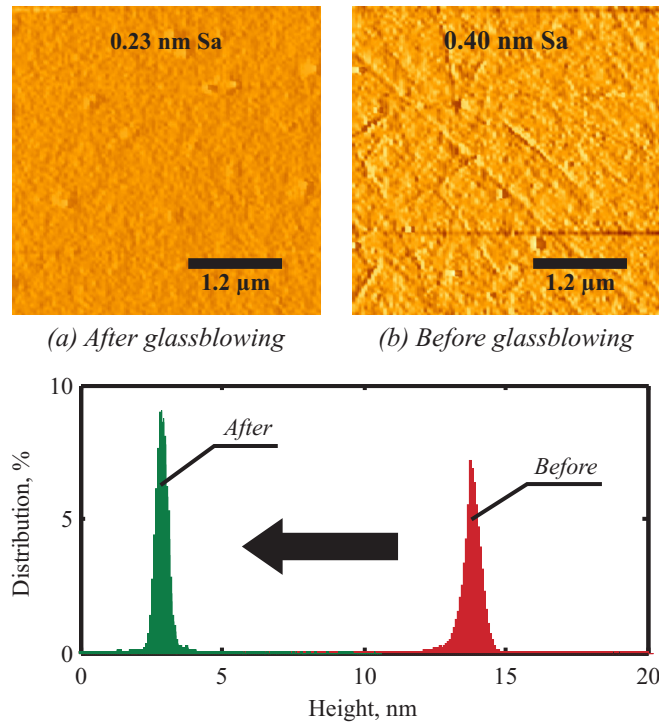 0.23 nm Sa
1.2 µm
0.40 nm Sa
1.2 µm
(a) After glassblowing
(b) Before glassblowing
10
5
0
Distribution, %
After
Before
0
5
10
15
20
Height, nm